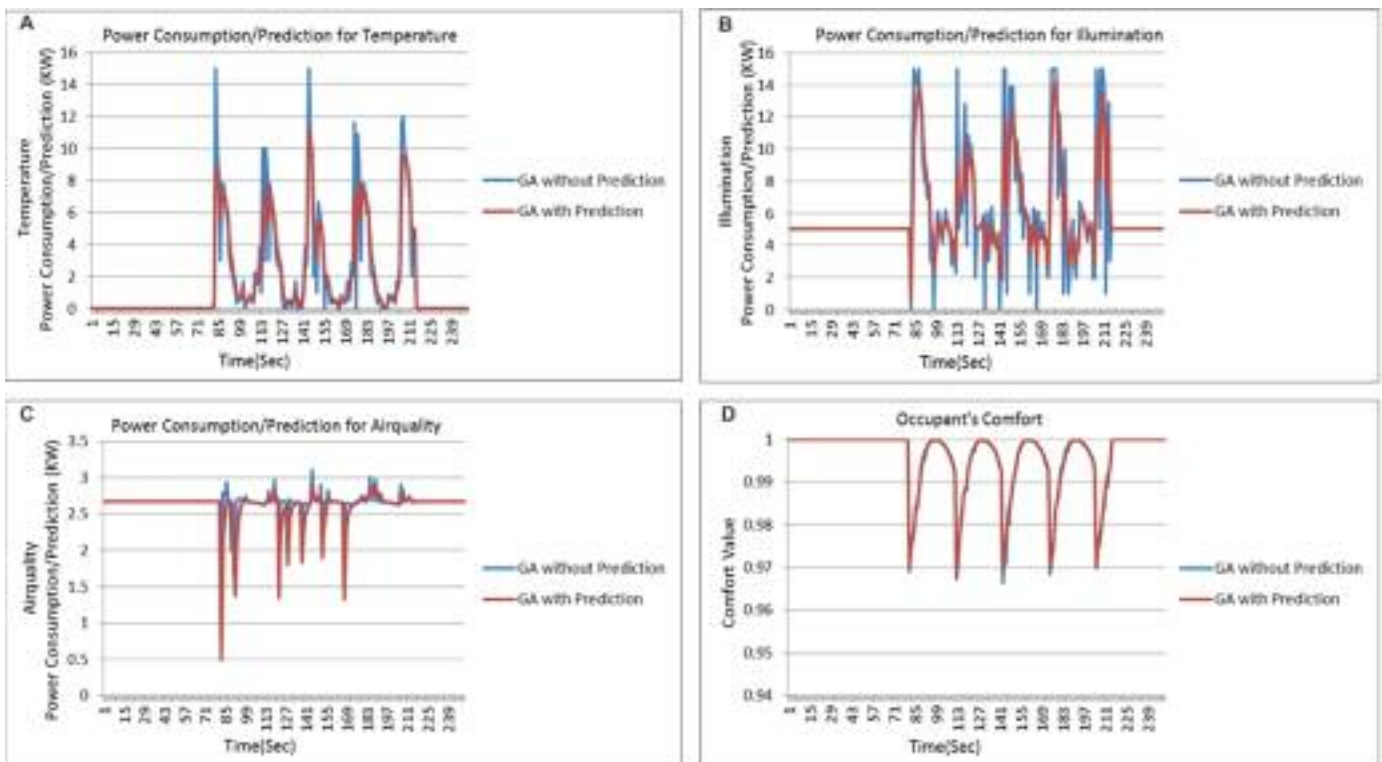 A
Power Consumption/Prediction for Temperature
Temperature
Power Consumption/Prediction (KW)
16
14
12
10
8
6
4
2
0
1 15 29 43 57 71 85 99 113 127 141 155 169 183 197 211 225 239
Time(Sec)
GA without Prediction
GA with Prediction
B
Power Consumption/Prediction for Illumination
Illumination
Power Consumption/Prediction (KW)
16
14
12
10
8
6
4
2
0
1 15 29 43 57 71 85 99 113 127 141 155 169 183 197 211 225 239
Time(Sec)
GA without Prediction
GA with Prediction
C
Power Consumption/Prediction for Airquality
Airquality
Power Consumption/Prediction (KW)
3.5
3
2.5
2
1.5
1
0.5
0
1 15 29 43 57 71 85 99 113 127 141 155 169 183 197 211 225 239
Time(Sec)
GA without Prediction
GA with Prediction
D
Occupant's Comfort
Comfort Value
1
0.99
0.98
0.97
0.96
0.95
0.94
1 15 29 43 57 71 85 99 113 127 141 155 169 183 197 211 225 239
Time(Sec)
GA without Prediction
GA with Prediction